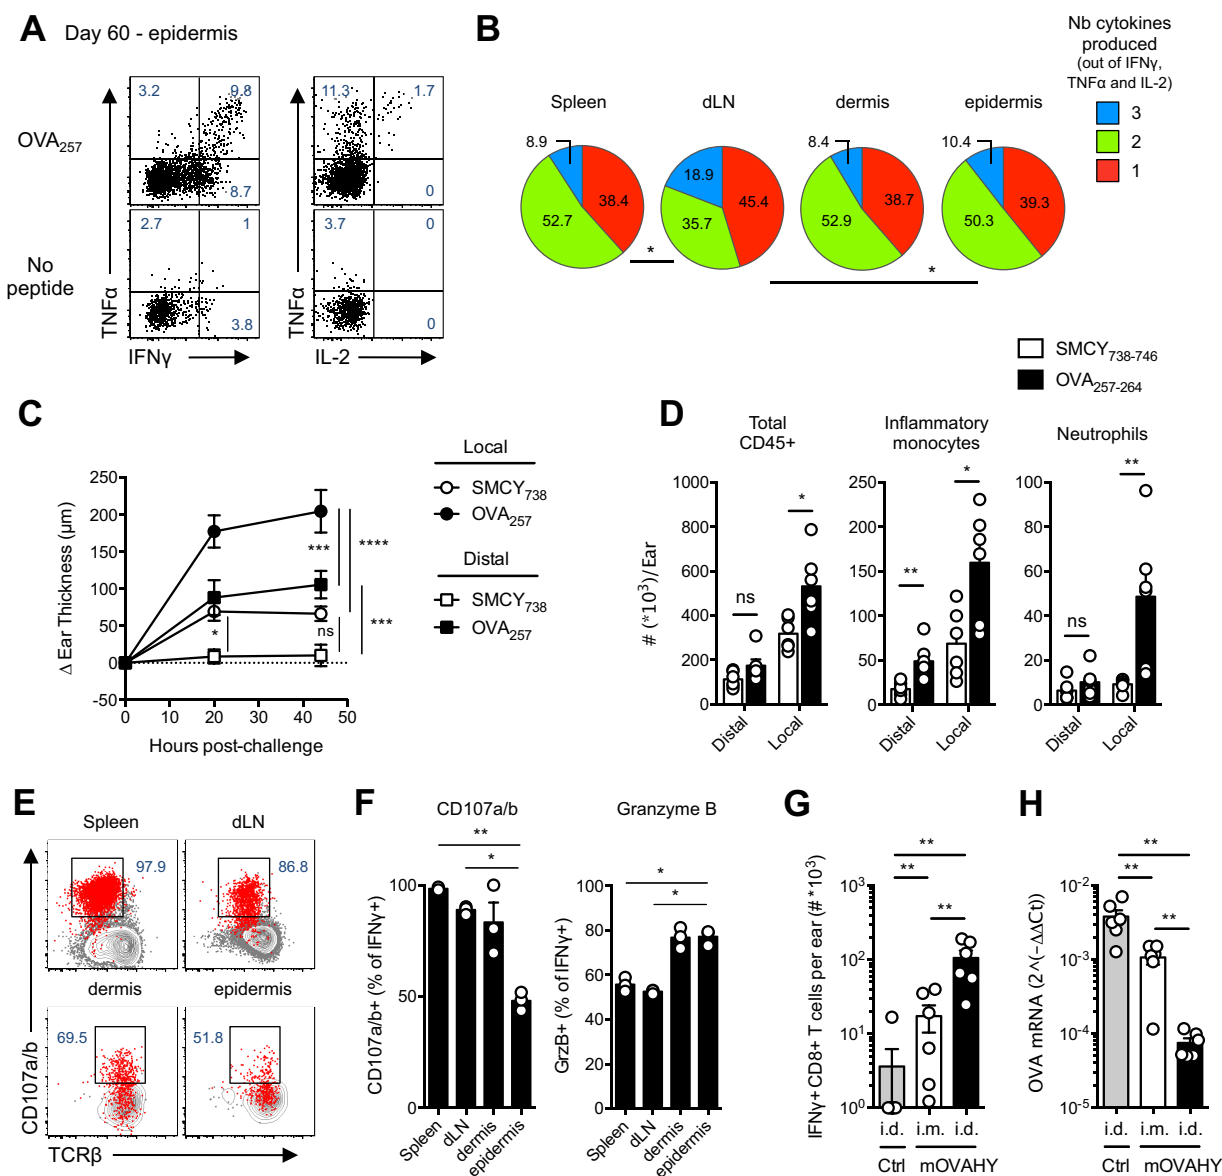 A Day 60 - epidermis
OVA257
No peptide
3.2 9.8
8.7
11.3 1.7
0
2.7 1
3.8
3.7 0
0
TNFα TNFα
IFNγ IL-2
B
Nb cytokines
produced
(out of IFNγ,
TNFα and IL-2)
3
2
1
Spleen dLN dermis epidermis
8.9 38.4 52.7
18.9 45.4 35.7
8.4 38.7 52.9
10.4 39.3 50.3
* *
SMCY738-746
OVA257-264
C
Δ Ear Thickness (µm)
250
200
150
100
50
0
-50
0 10 20 30 40 50
Hours post-challenge
*** ****
* ns ***
Local
SMCY738
OVA257
Distal
SMCY738
OVA257
D
Total
CD45+
Inflammatory
monocytes
Neutrophils
# (*103)/Ear
1000
800
600
400
200
0
ns *
Distal Local
250
200
150
100
50
0
** *
Distal Local
100
80
60
40
20
0
ns **
Distal Local
E
Spleen dLN
97.9 86.8
dermis epidermis
69.5 51.8
CD107a/b
TCRβ
F
CD107a/b
**
*
CD107a/b+ (% of IFNγ+)
100
50
0
Spleen dLN dermis epidermis
Granzyme B
*
*
GrzB+ (% of IFNγ+)
100
80
60
40
20
0
Spleen dLN dermis epidermis
G
**
**
**
IFNγ+ CD8+ T cells per ear (# *103)
103
102
101
100
i.d. i.m. i.d.
Ctrl mOVAHY
H
**
**
**
OVA mRNA (2^(−ΔΔCt))
10-2
10-3
10-4
10-5
i.d. i.m. i.d.
Ctrl mOVAHY